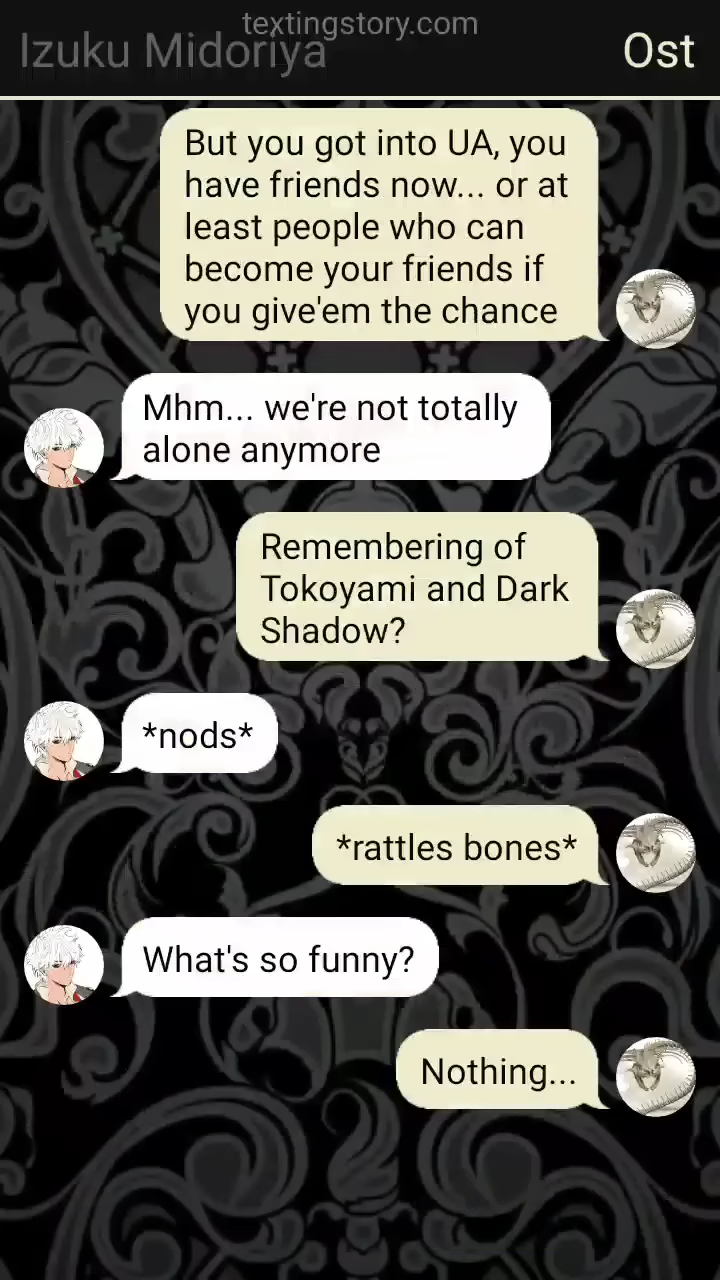 textingstory.com
Izuku Midoriya
Ost
But you got into UA, you
have friends now... or at
least people who can
become your friends if
you give'em the chance
Mhm... we're not totally
alone anymore
Remembering of
Tokoyami and Dark
Shadow?
*nods*
*rattles bones*
What's so funny?
Nothing...